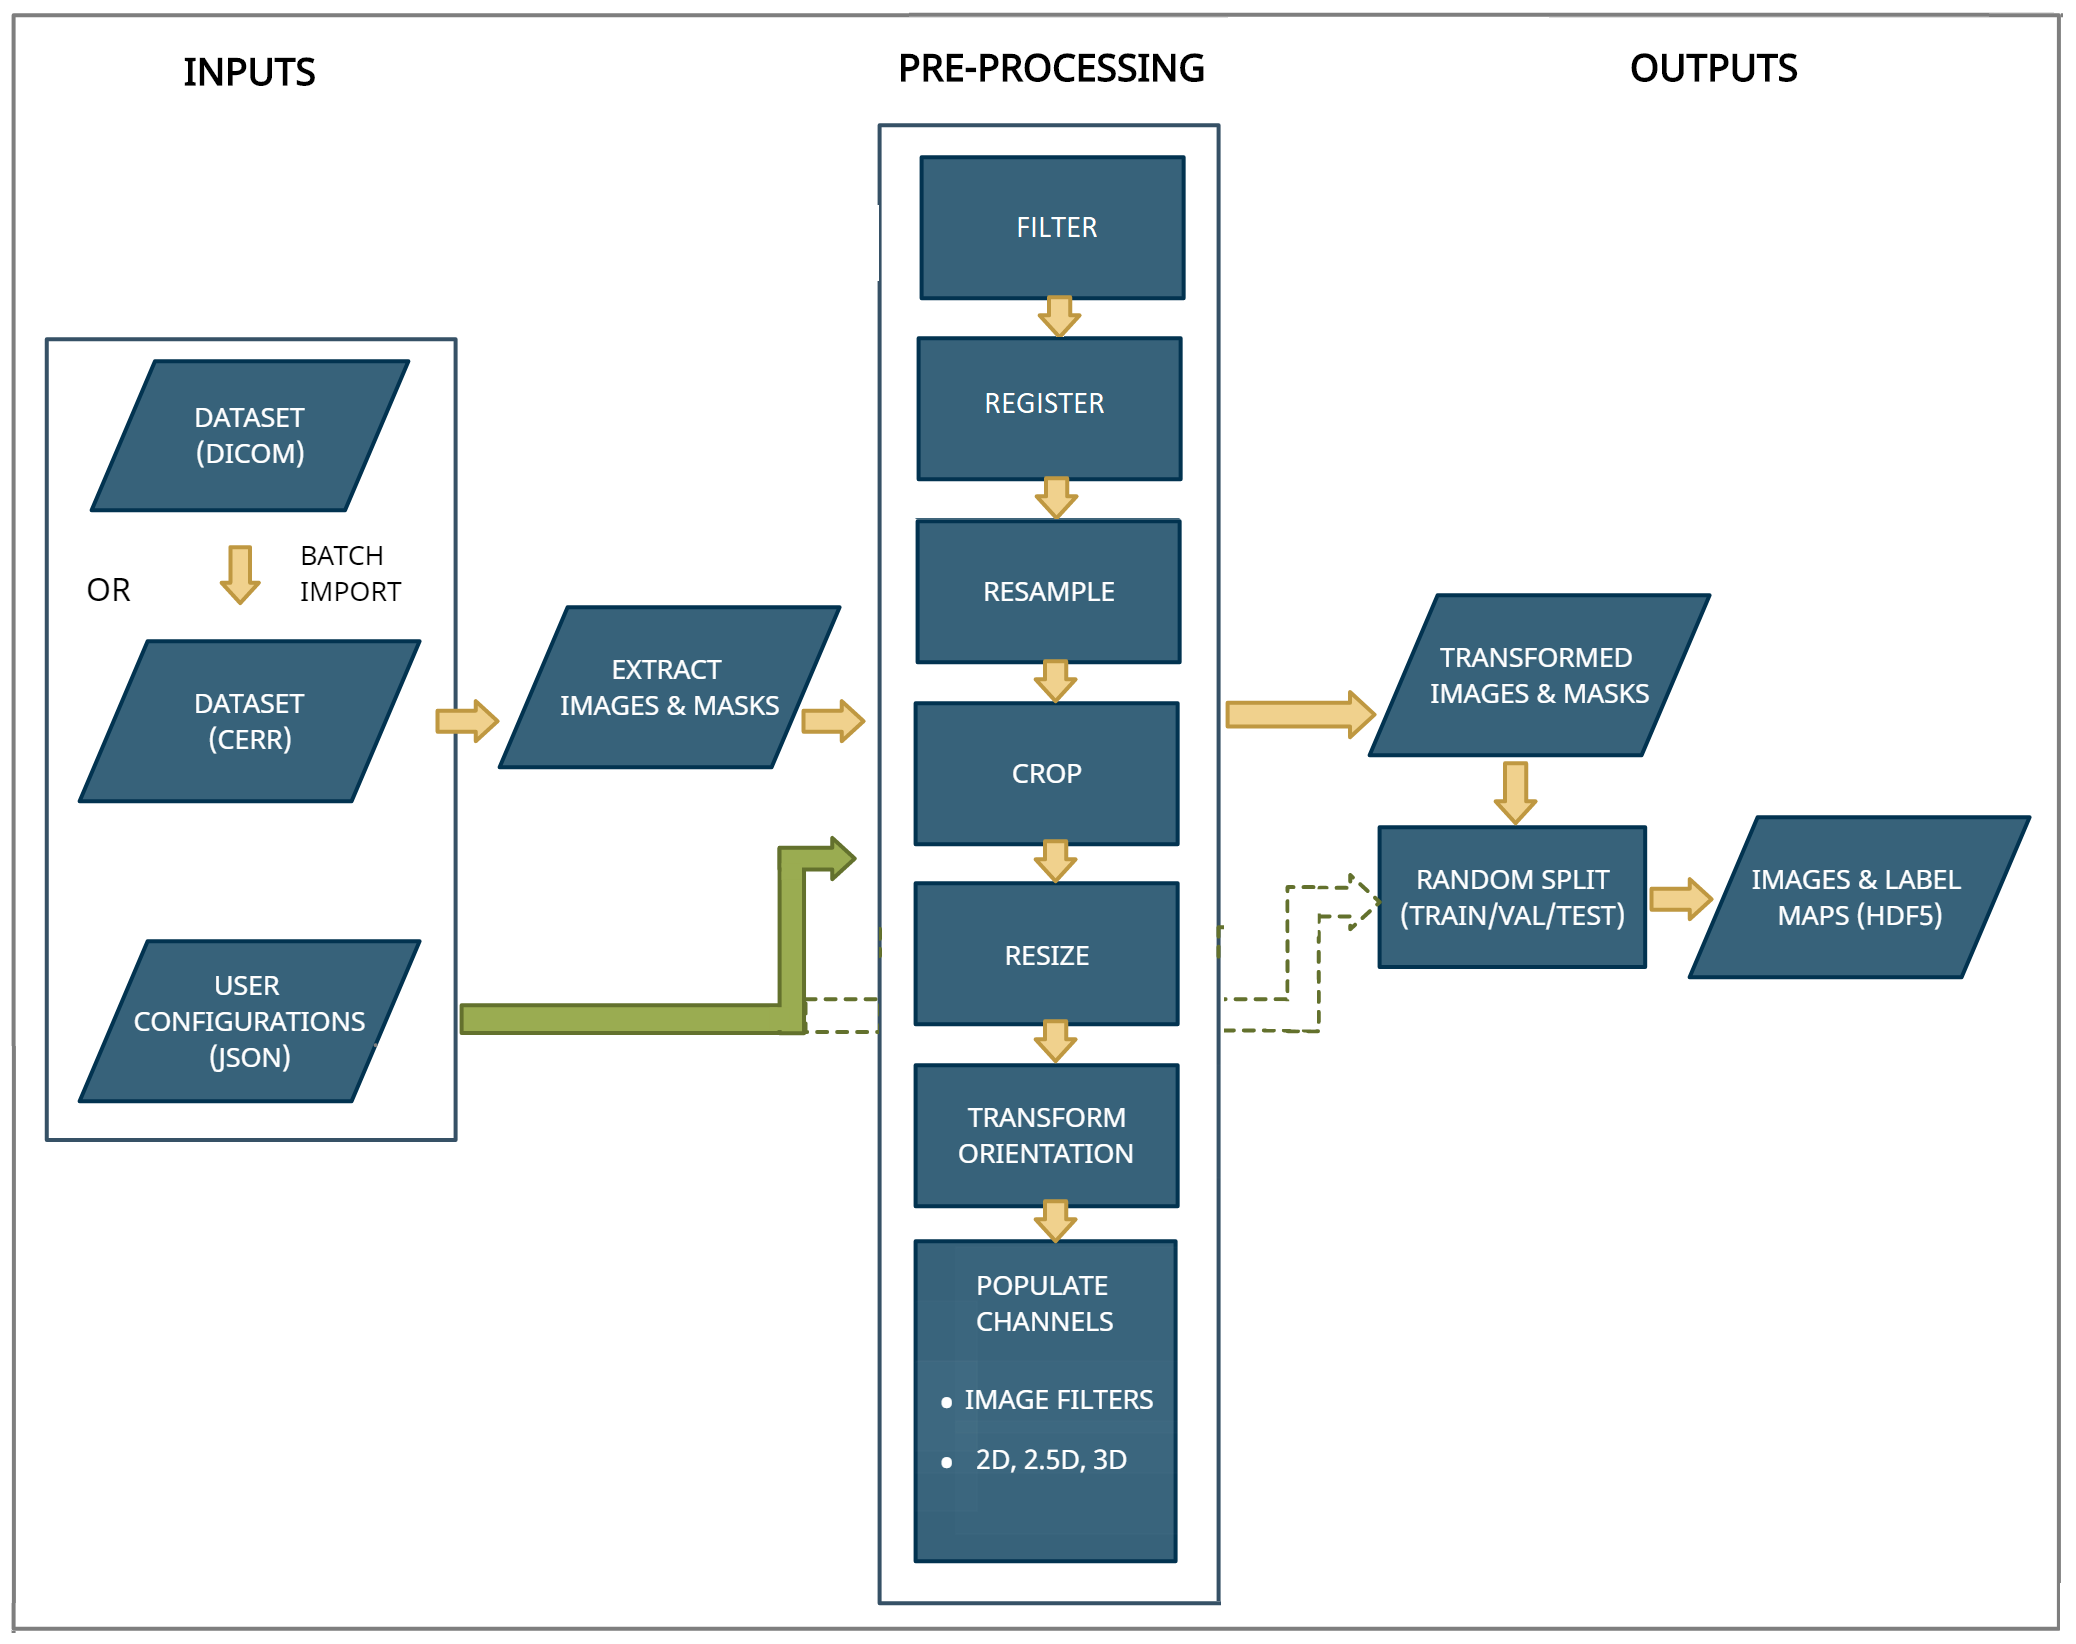 INPUTS
PRE-PROCESSING
OUTPUTS
DATASET
(DICOM)
OR
BATCH
IMPORT
DATASET
(CERR)
USER
CONFIGURATIONS
(JSON)
EXTRACT
IMAGES & MASKS
FILTER
REGISTER
RESAMPLE
CROP
RESIZE
TRANSFORM
ORIENTATION
POPULATE
CHANNELS
• IMAGE FILTERS
• 2D, 2.5D, 3D
TRANSFORMED
IMAGES & MASKS
RANDOM SPLIT
(TRAIN/VAL/TEST)
IMAGES & LABEL
MAPS (HDF5)